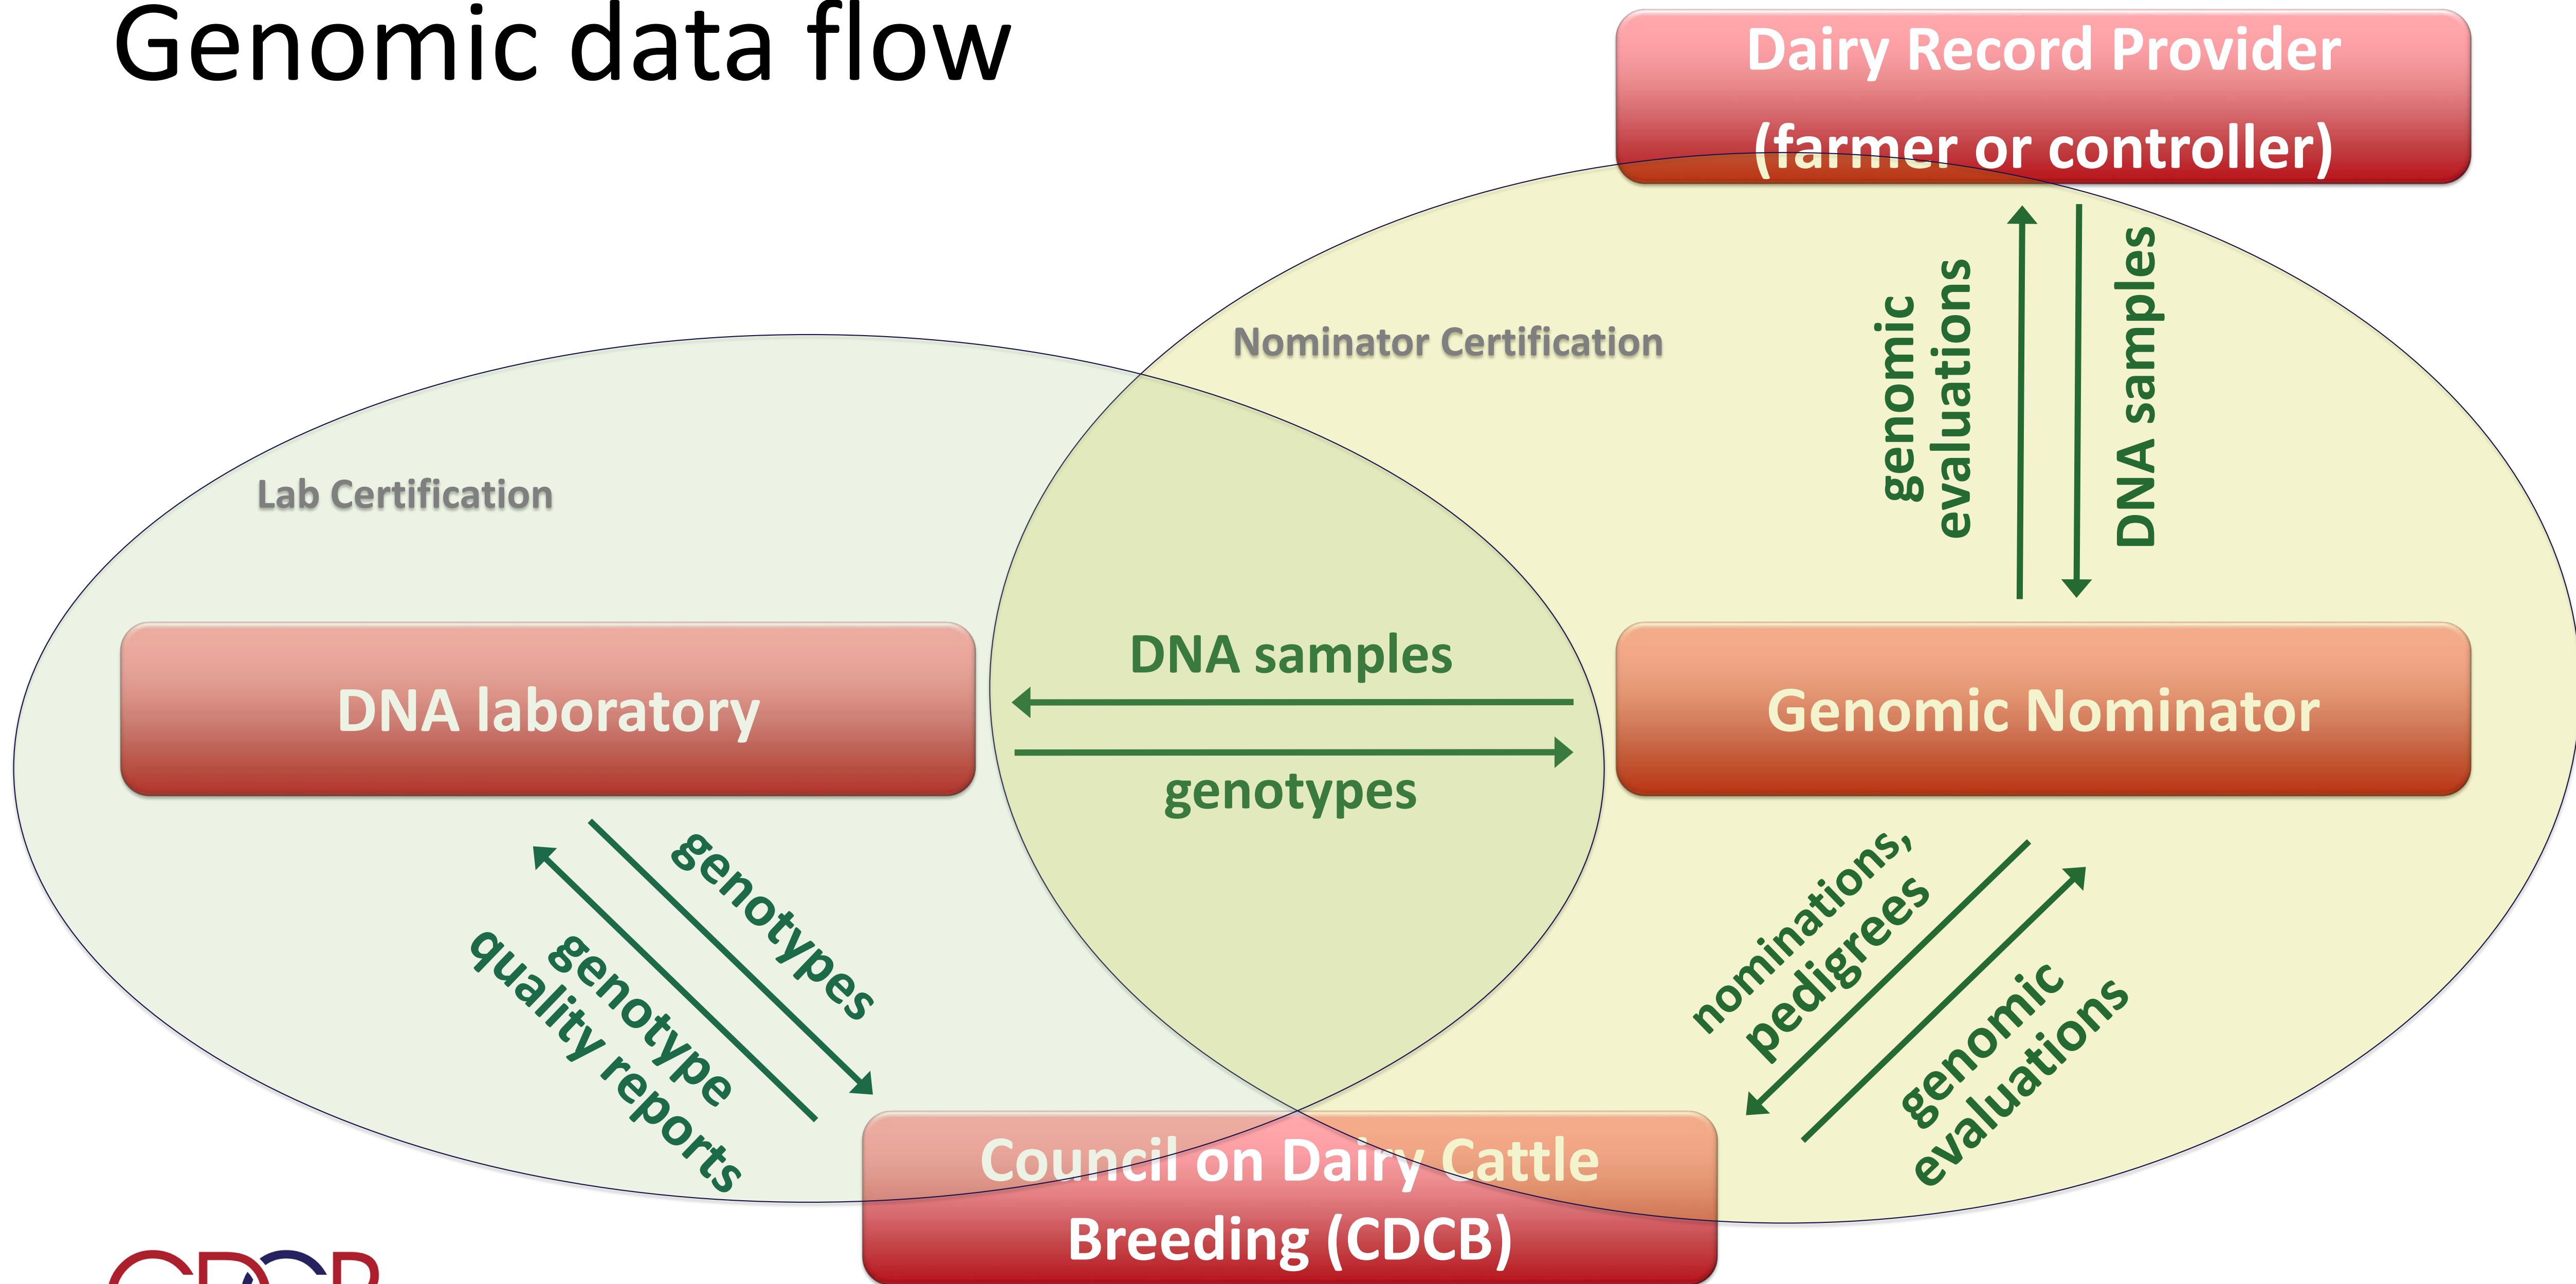 Genomic data flow
Dairy Record Provider
(farmer or controller)
genomic
evaluations
DNA samples
Nominator Certification
Lab Certification
DNA samples
DNA laboratory
Genomic Nominator
genotypes
genotypes
genotype
quality reports
nominations,
pedigrees
genomic
evaluations
Council on Dairy Cattle
Breeding (CDCB)
CDCB